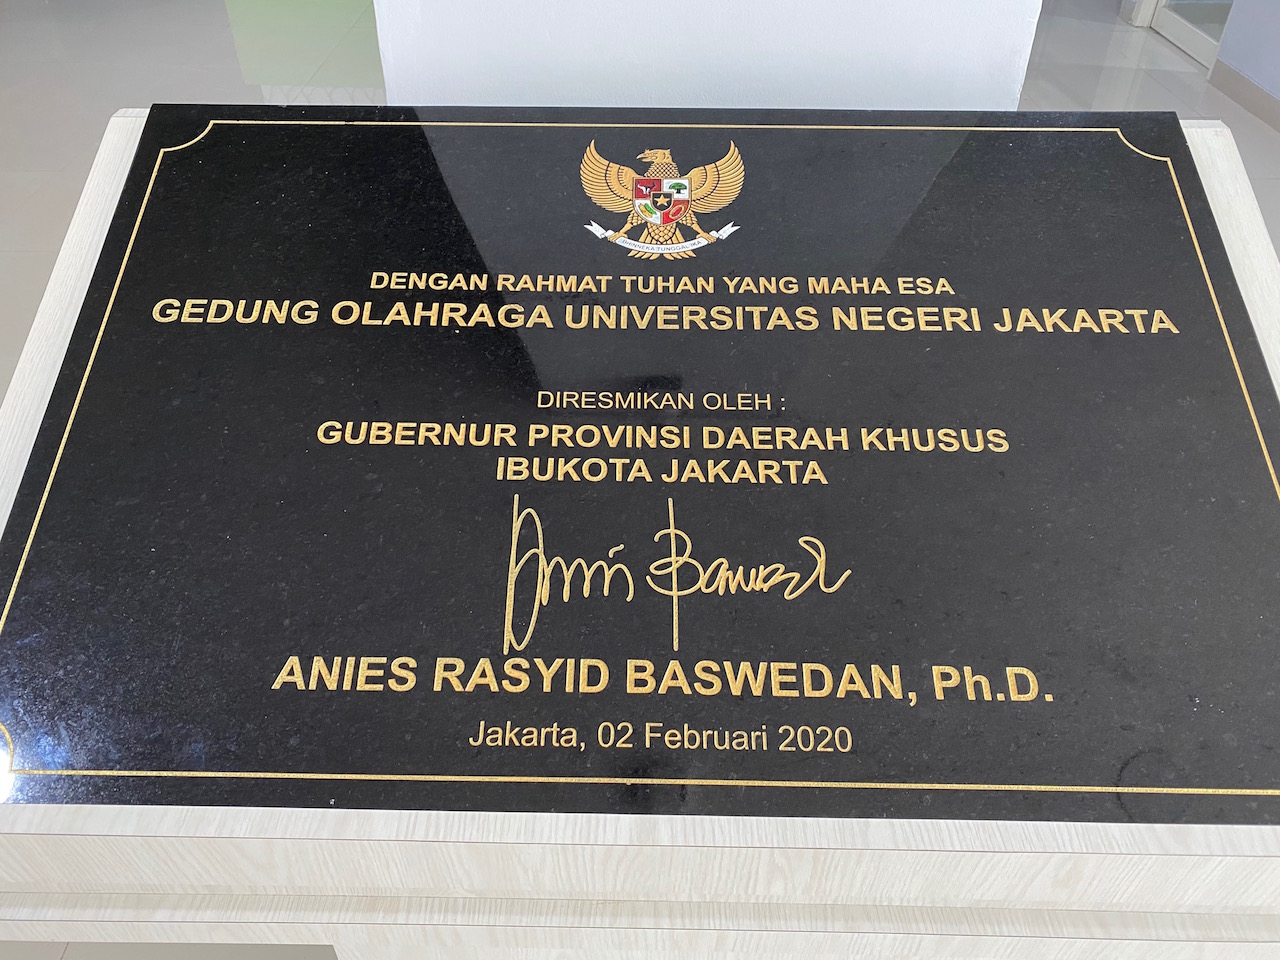 BHINNEKA TUNGGAL IKA
DENGAN RAHMAT TUHAN YANG MAHA ESA
GEDUNG OLAHRAGA UNIVERSITAS NEGERI JAKARTA
DIRESMIKAN OLEH :
GUBERNUR PROVINSI DAERAH KHUSUS
IBUKOTA JAKARTA
ANIES RASYID BASWEDAN, Ph.D.
Jakarta, 02 Februari 2020